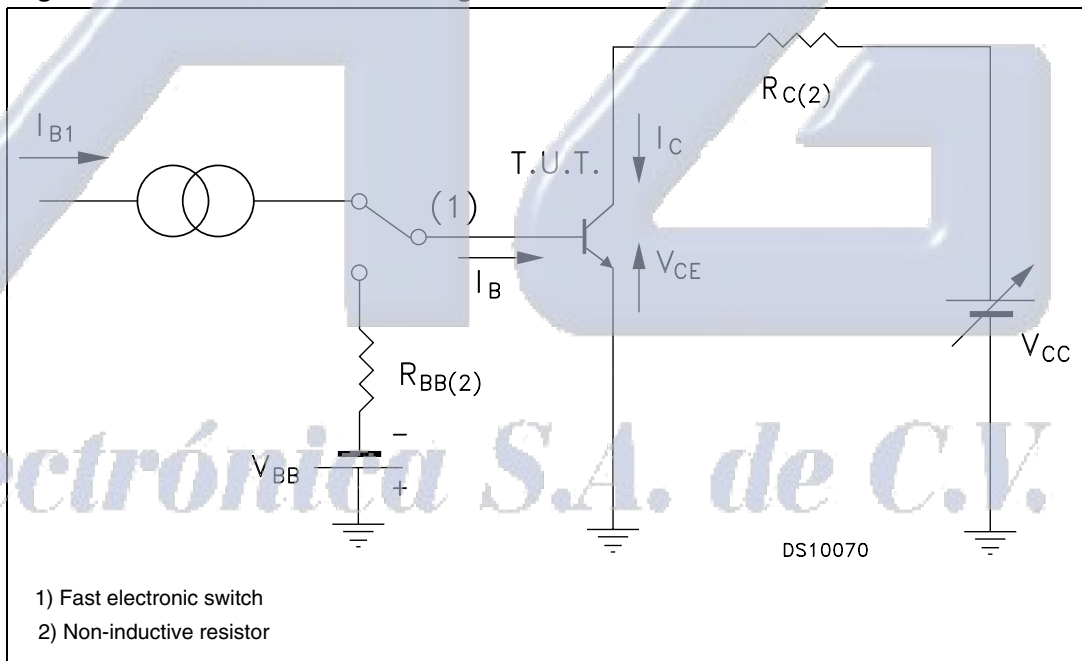 I_B1
R_C(2)
I_C
T.U.T.
(1)
I_B
V_CE
V_CC
R_BB(2)
−
V_BB
+
ectrónica S.A. de C.V.
DS10070
1) Fast electronic switch
2) Non-inductive resistor